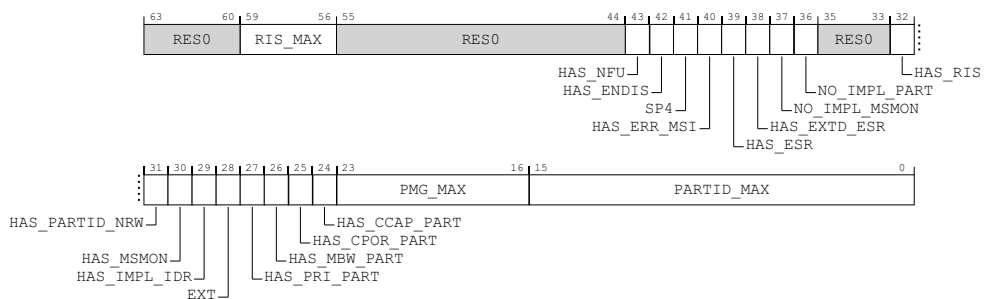 63 60 59 56 55 44 43 42 41 40 39 38 37 36 35 33 32
RES0 RIS_MAX RES0 RES0
HAS_NFU HAS_RIS
HAS_ENDIS NO_IMPL_PART
SP4 NO_IMPL_MSMON
HAS_ERR_MSI HAS_EXTD_ESR
HAS_ESR
31 30 29 28 27 26 25 24 23 16 15 0
PMG_MAX PARTID_MAX
HAS_PARTID_NRW HAS_CCAP_PART
HAS_CPOR_PART
HAS_MSMON HAS_MBW_PART
HAS_IMPL_IDR HAS_PRI_PART
EXT